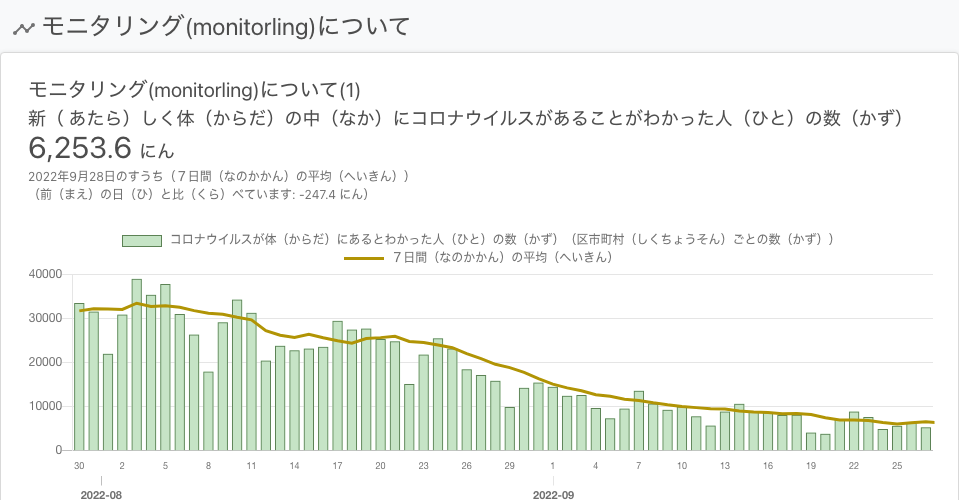 モニタリング(monitorling)について
モニタリング(monitorling)について(1)
新（ あたら）しく体（からだ）の中（なか）にコロナウイルスがあることがわかった人（ひと）の数（かず）
6,253.6 にん
2022年9月28日のすうち（７日間（なのかかん）の平均（へいきん））
（前（まえ）の日（ひ）と比（くら）べています: -247.4 にん）
コロナウイルスが体（からだ）にあるとわかった人（ひと）の数（かず）（区市町村（しくちょうそん）ごとの数（かず））
７日間（なのかかん）の平均（へいきん）
40000
30000
20000
10000
0
30 2 5 8 11 14 17 20 23 26 29 1 4 7 10 13 16 19 22 25
2022-08 2022-09